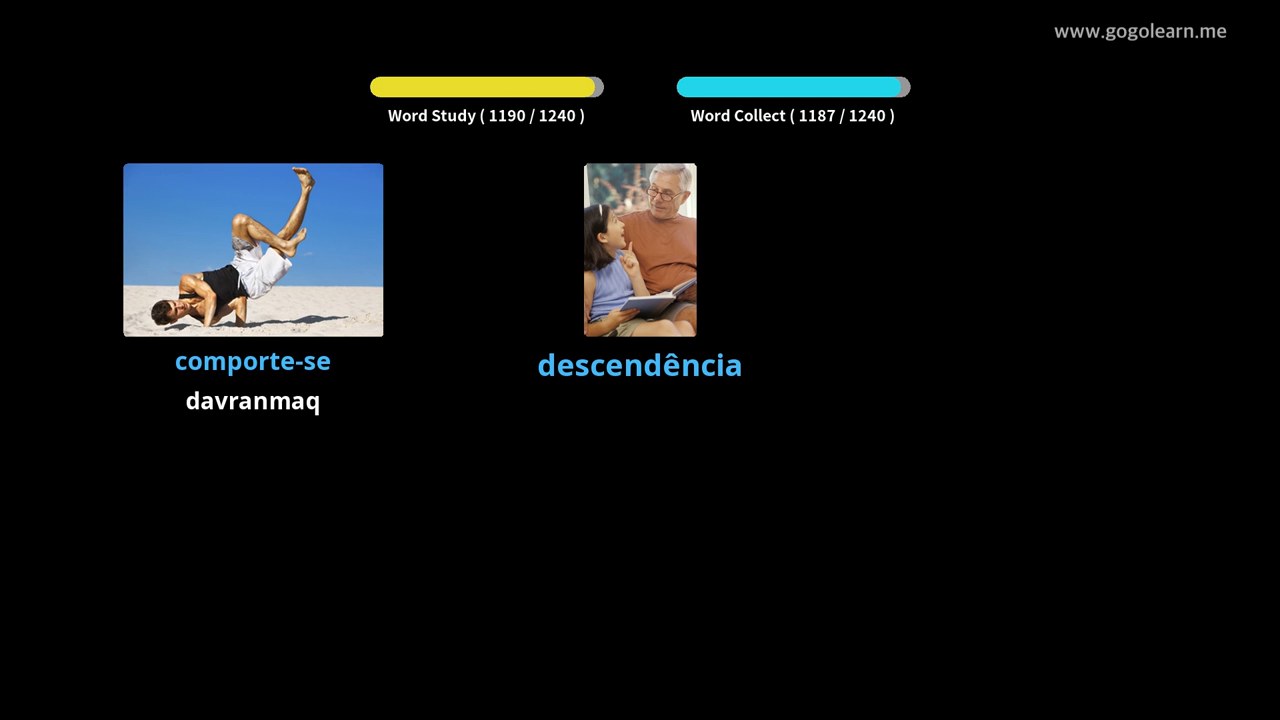 www.gogolearn.me
Word Study ( 1190 / 1240 )
Word Collect ( 1187 / 1240 )
comporte-se
davranmaq
descendência